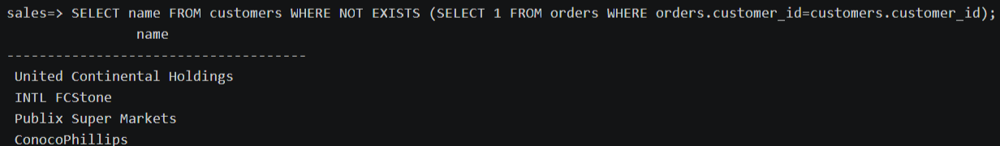 sales=> SELECT name FROM customers WHERE NOT EXISTS (SELECT 1 FROM orders WHERE orders.customer_id=customers.customer_id);
name
-------------------------------------
United Continental Holdings
INTL FCStone
Publix Super Markets
ConocoPhillips